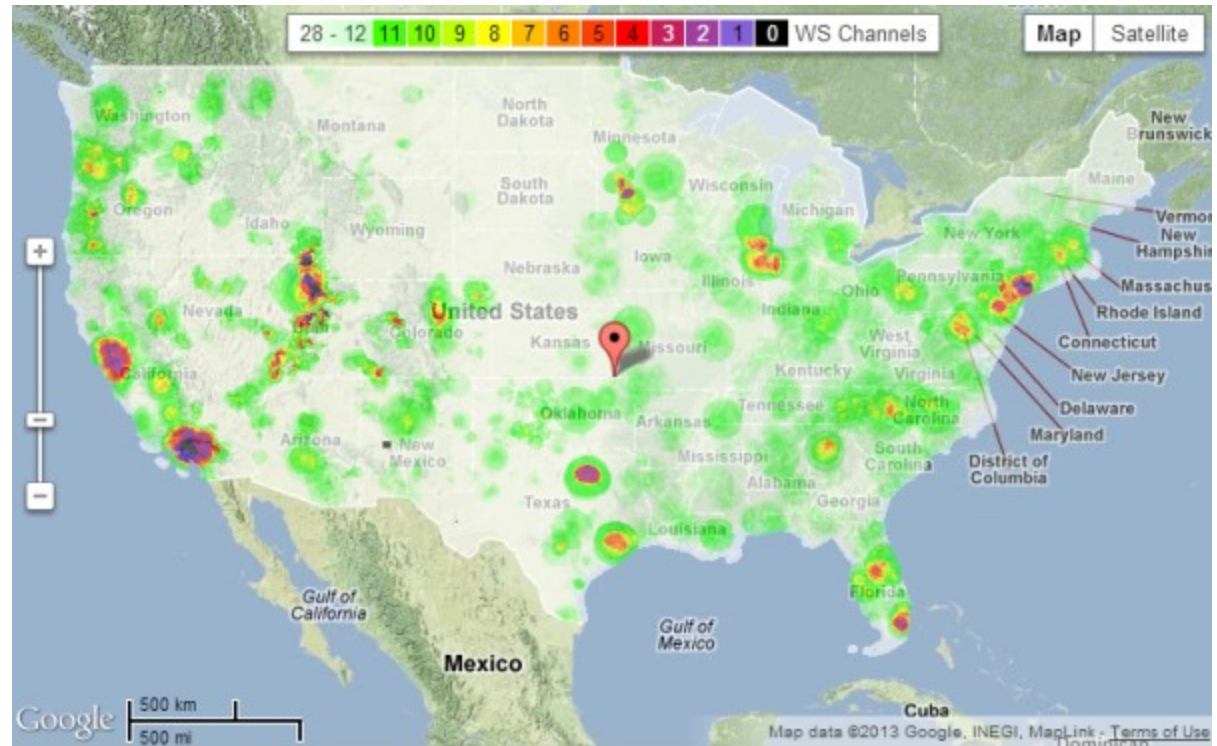 28 - 12 11 10 9 8 7 6 5 4 3 2 1 0 WS Channels
Map Satellite
Washington
Montana
North
Dakota
Minnesota
New
Brunswick
Maine
Oregon
Idaho
South
Dakota
Wisconsin
Michigan
Wyoming
New York
Vermon
New
Hampshir
Nebraska
Iowa
Illinois
Pennsylvania
Massachus
Nevada
United States
Indiana
Ohio
Rhode Island
Utah
Colorado
Kansas
Missouri
West
Virginia
Connecticut
California
Kentucky
Virginia
New Jersey
Oklahoma
Arkansas
Tennessee
North
Carolina
Delaware
Arizona
New
Mexico
Mississippi
South
Carolina
Maryland
District of
Columbia
Texas
Alabama
Georgia
Louisiana
Gulf of
California
Florida
Gulf of
Mexico
Mexico
Cuba
Google
500 km
500 mi
Map data ©2013 Google, INEGI, MapLink - Terms of Use